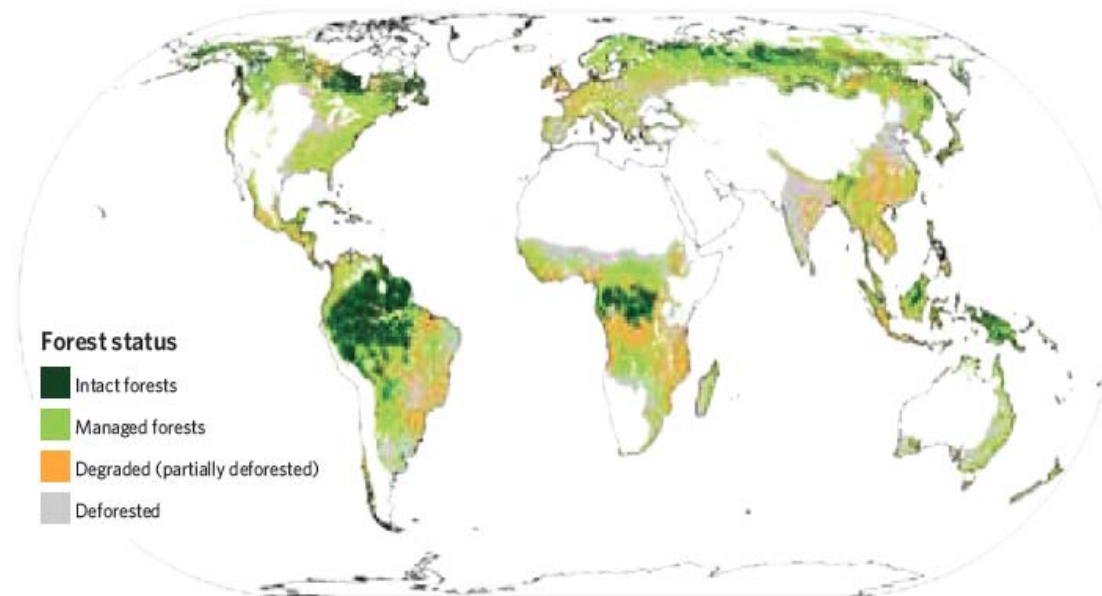 Forest status
Intact forests
Managed forests
Degraded (partially deforested)
Deforested